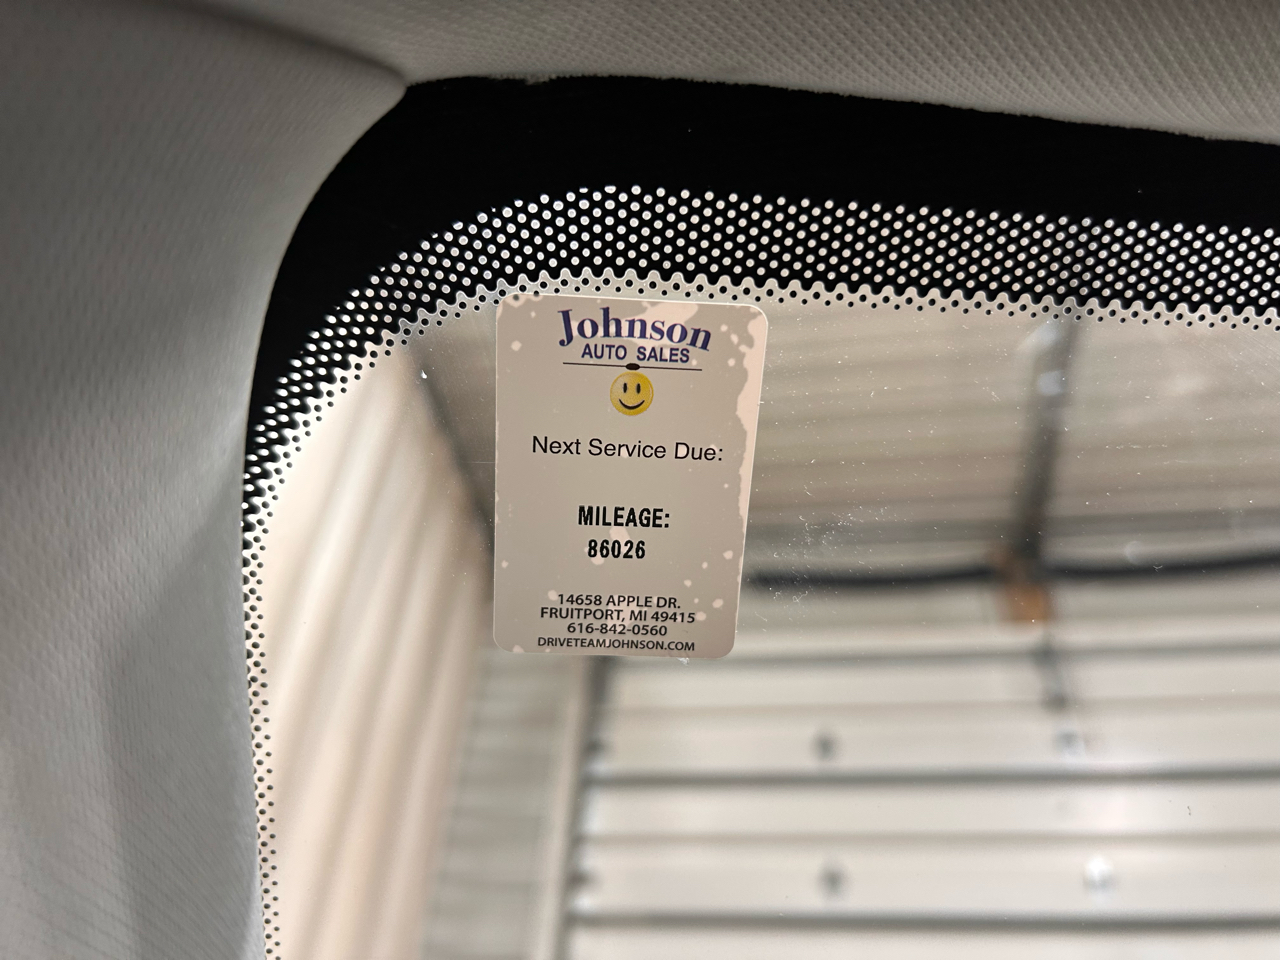 Johnson
AUTO SALES
Next Service Due:
MILEAGE:
86026
14658 APPLE DR.
FRUITPORT, MI 49415
616-842-0560
DRIVETEAMJOHNSON.COM